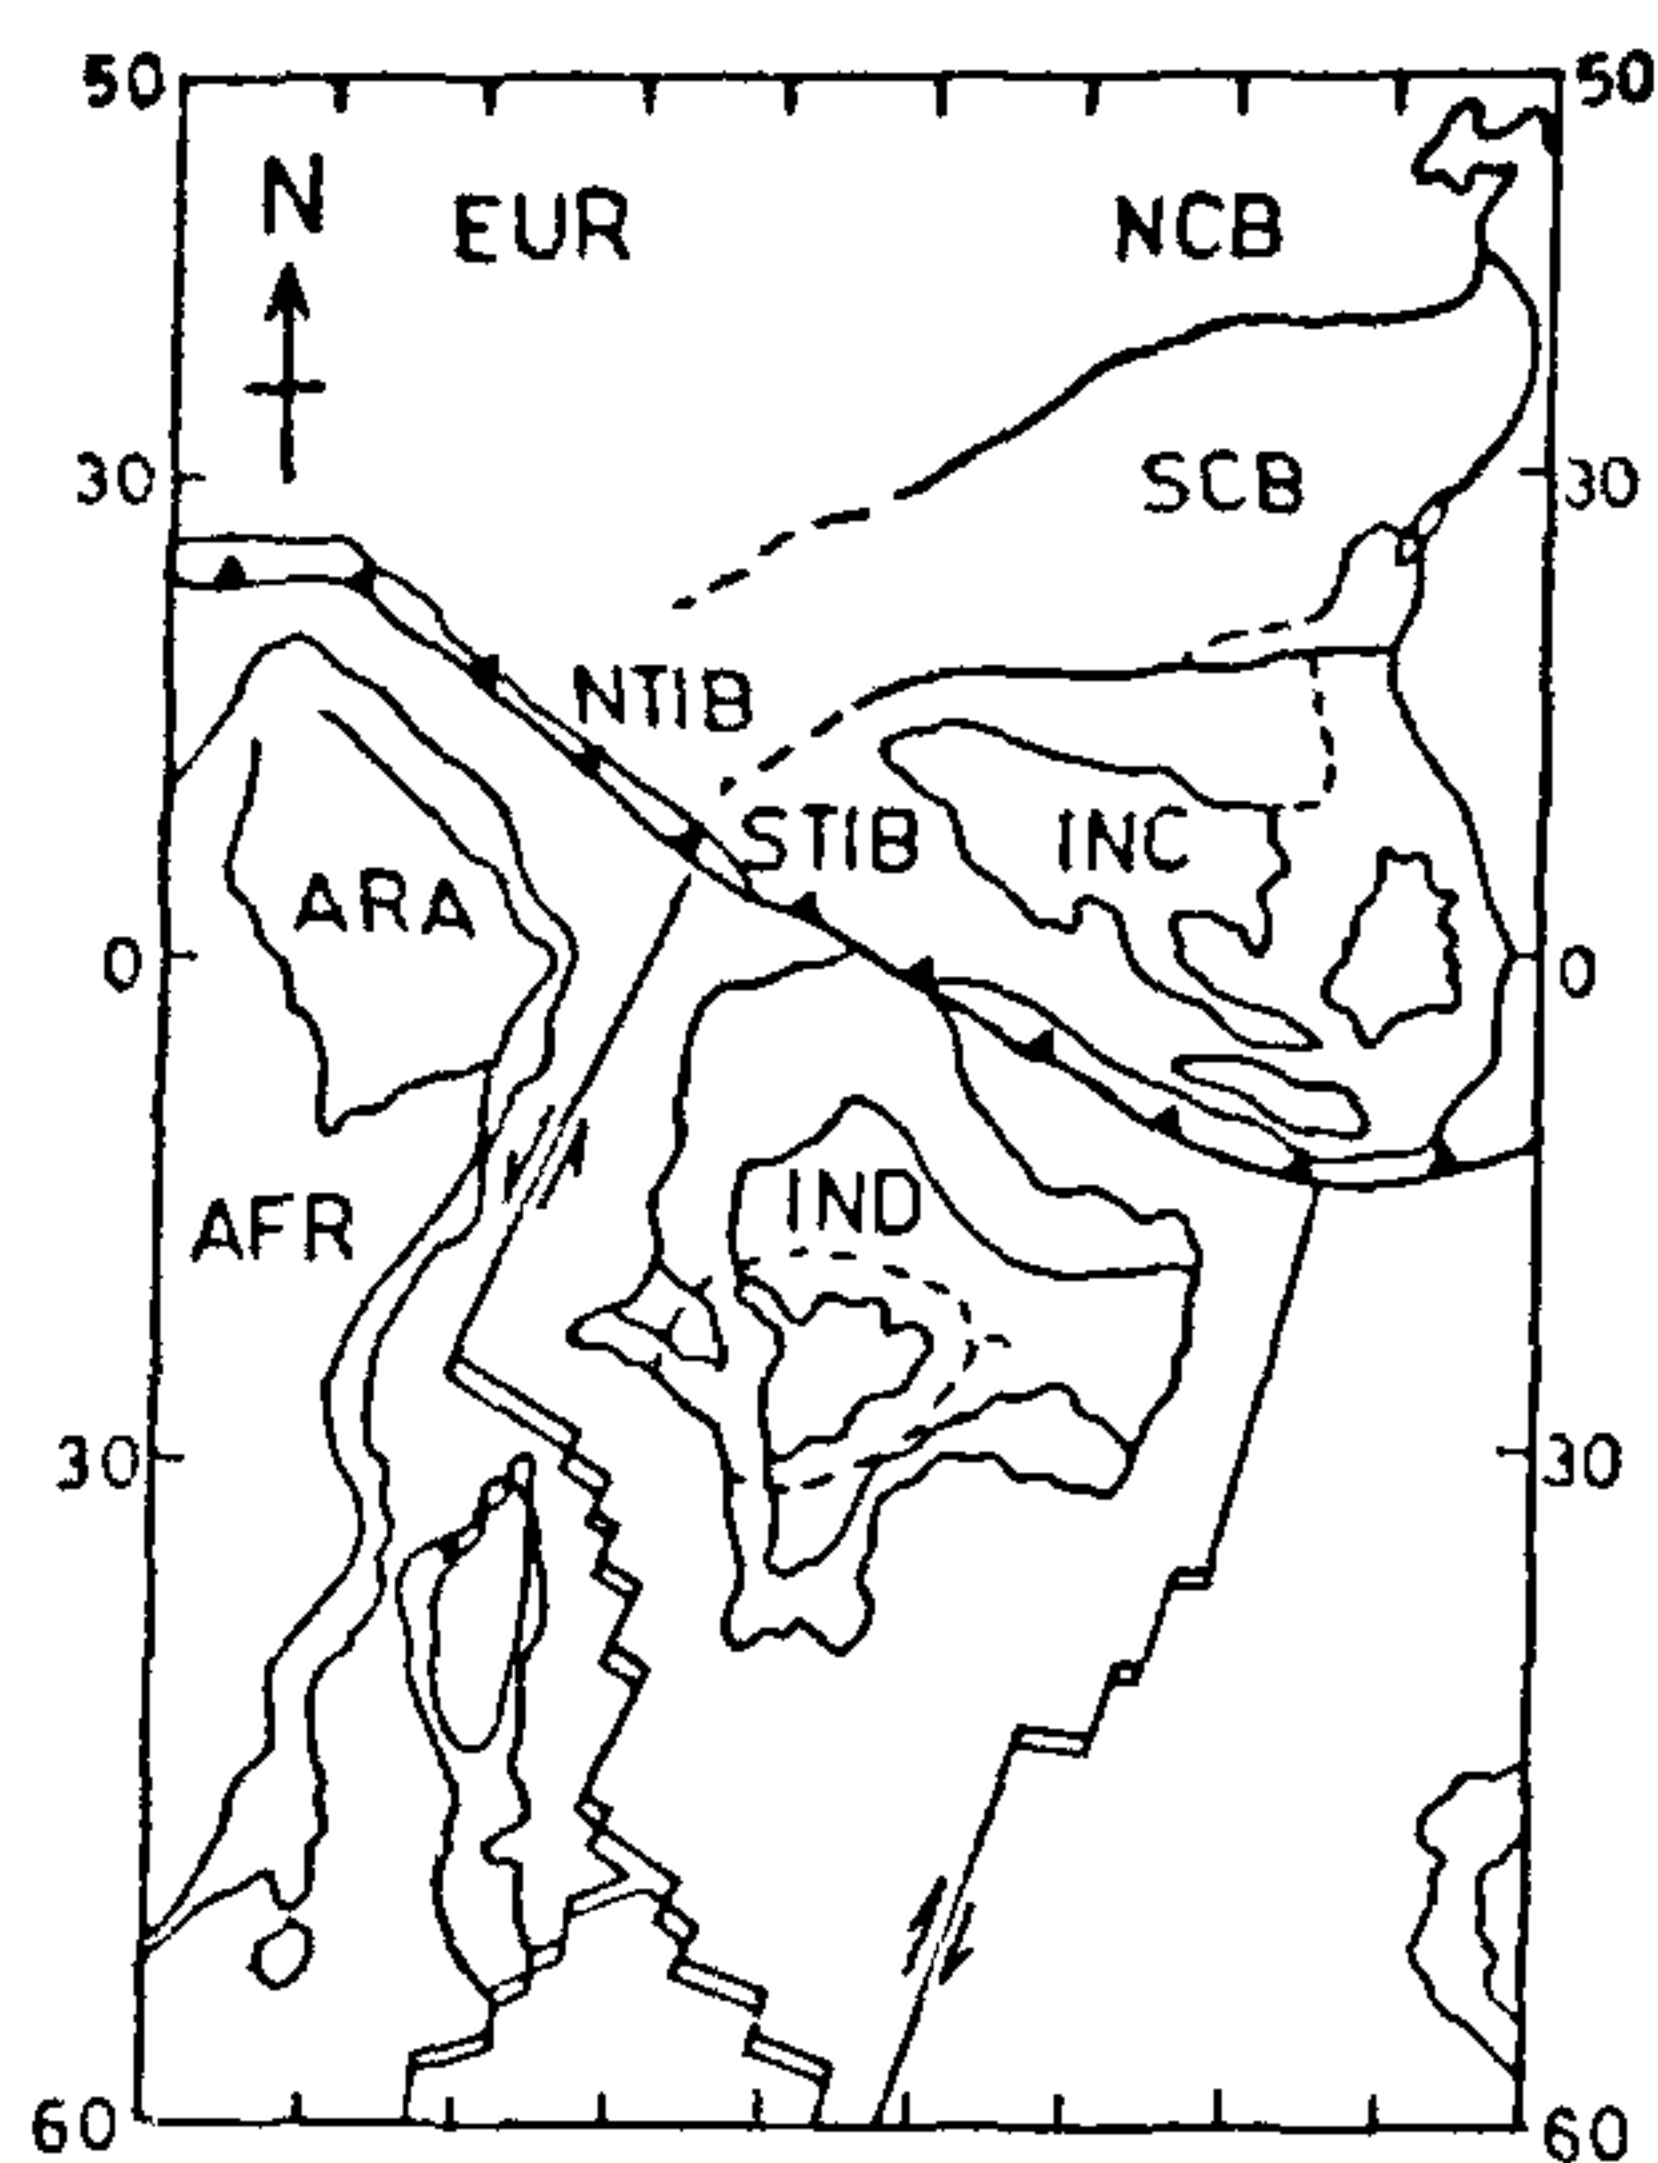 50 50
N EUR NCB
30 SCB 30
NTIB
STIB INC
ARA
0 0
AFR IND
30 30
60 60